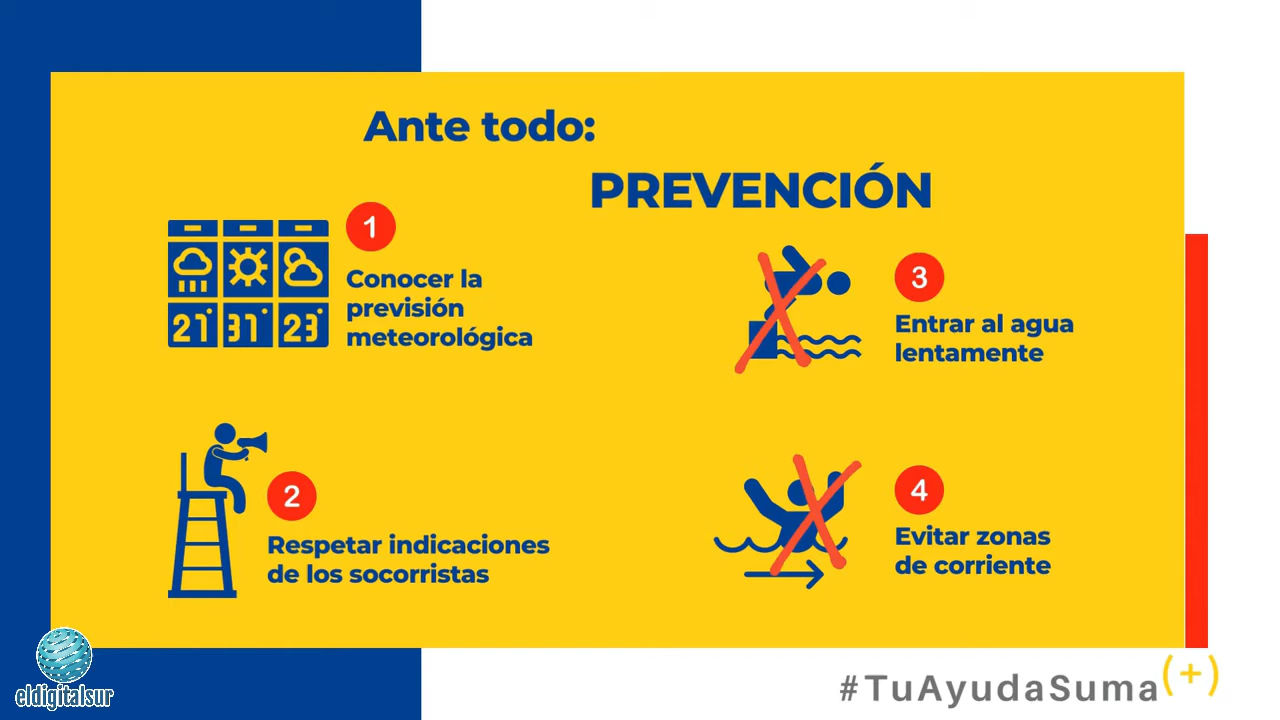 Ante todo:
PREVENCIÓN
1
Conocer la
previsión
meteorológica
21° 31° 23°
2
Respetar indicaciones
de los socorristas
3
Entrar al agua
lentamente
4
Evitar zonas
de corriente
eldigitalsur
#TuAyudaSuma(+)